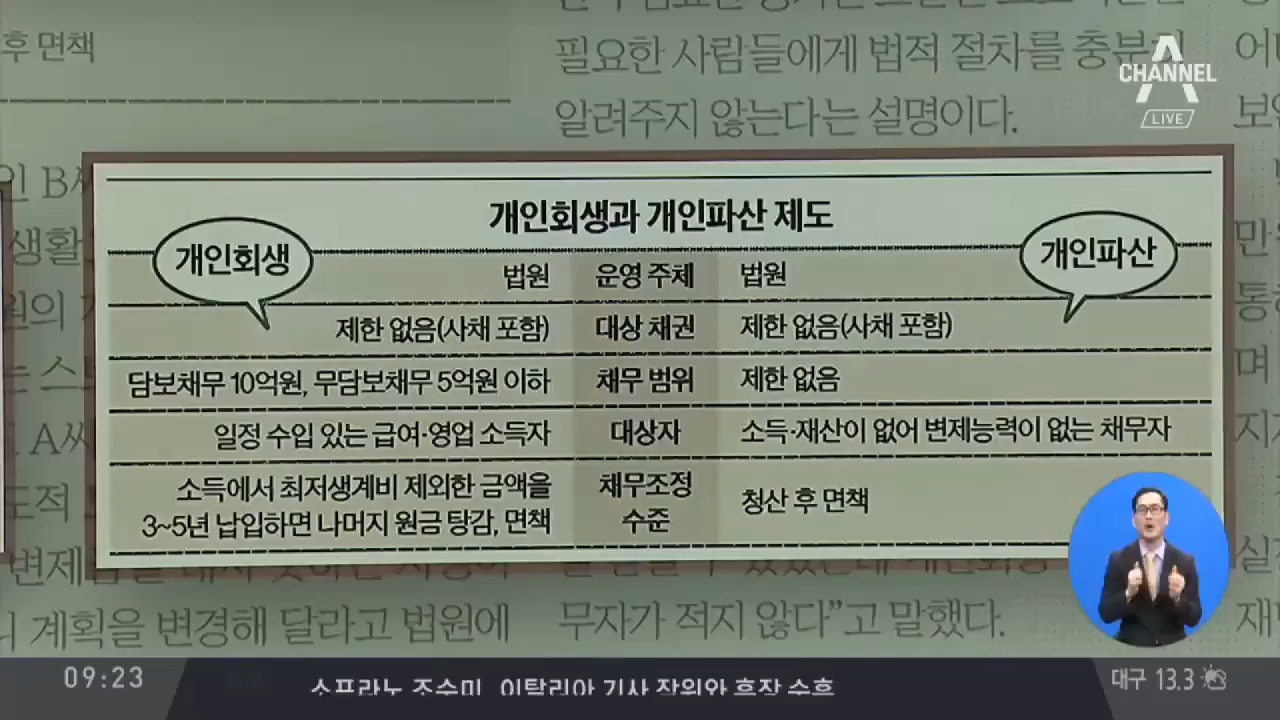 후 면책
필요한 사람들에게 법적 절차를
알려주지 않는다는 설명이다.
CHANNEL A
LIVE
개인회생과 개인파산 제도
개인회생
개인파산
법원 운영 주체 법원
제한 없음(사채 포함) 대상 채권 제한 없음(사채 포함)
담보채무 10억원, 무담보채무 5억원 이하 채무 범위 제한 없음
일정 수입 있는 급여·영업 소득자 대상자 소득·재산이 없어 변제능력이 없는 채무자
소득에서 최저생계비 제외한 금액을 채무조정
3~5년 납입하면 나머지 원금 탕감, 면책 수준 청산 후 면책
계획을 변경해 달라고 법원에
무자가 적지 않다”고 말했다.
09:23
대구 13.3